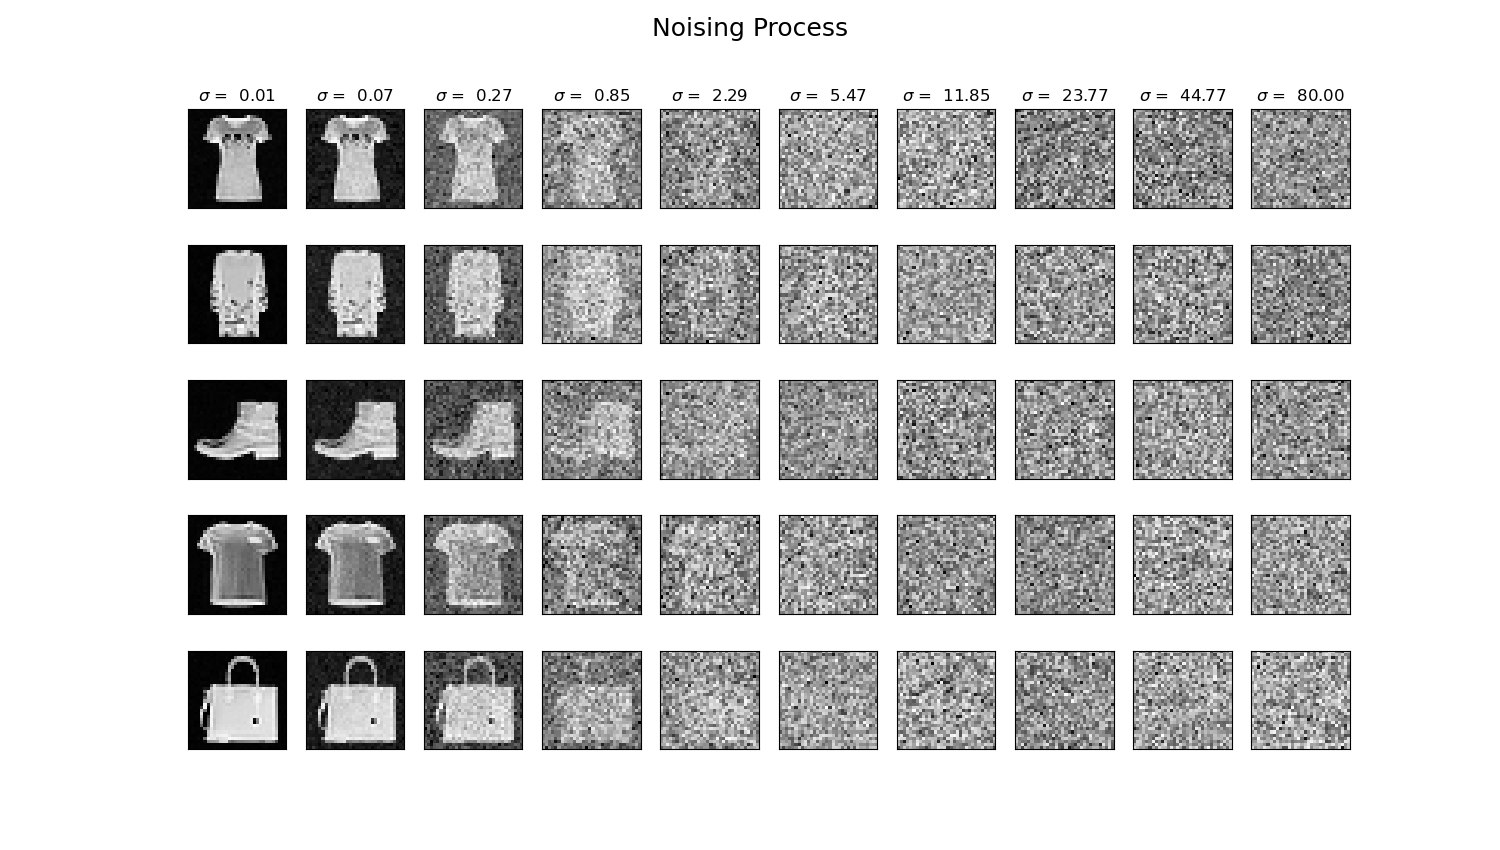 Noising Process
σ = 0.01 σ = 0.07 σ = 0.27 σ = 0.85 σ = 2.29 σ = 5.47 σ = 11.85 σ = 23.77 σ = 44.77 σ = 80.00